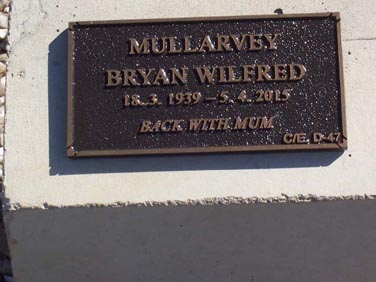 MULLARVEY
BRYAN WILFRED
18. 3. 1939 – 5. 4. 2015
BACK WITH MUM
C/E, D-47